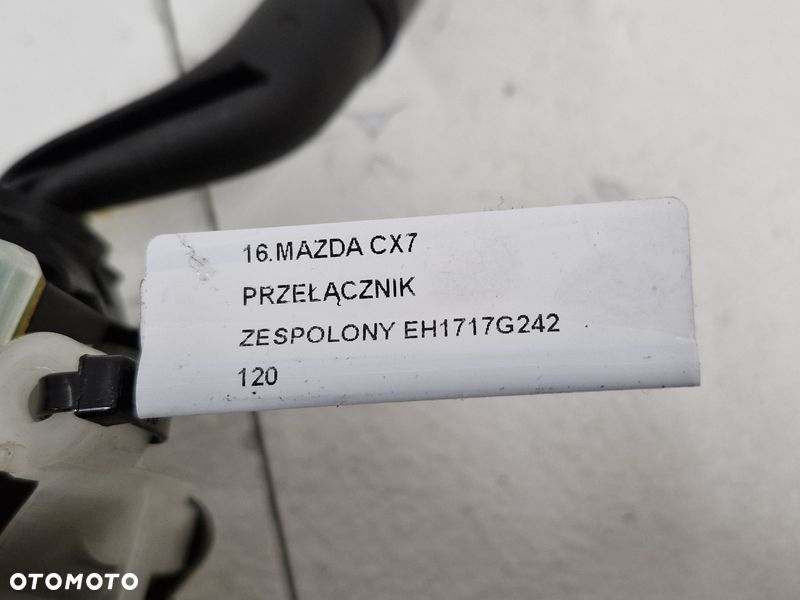 16.MAZDA CX7
PRZEŁĄCZNIK
ZESPOLONY EH1717G242
120
OTOMOTO